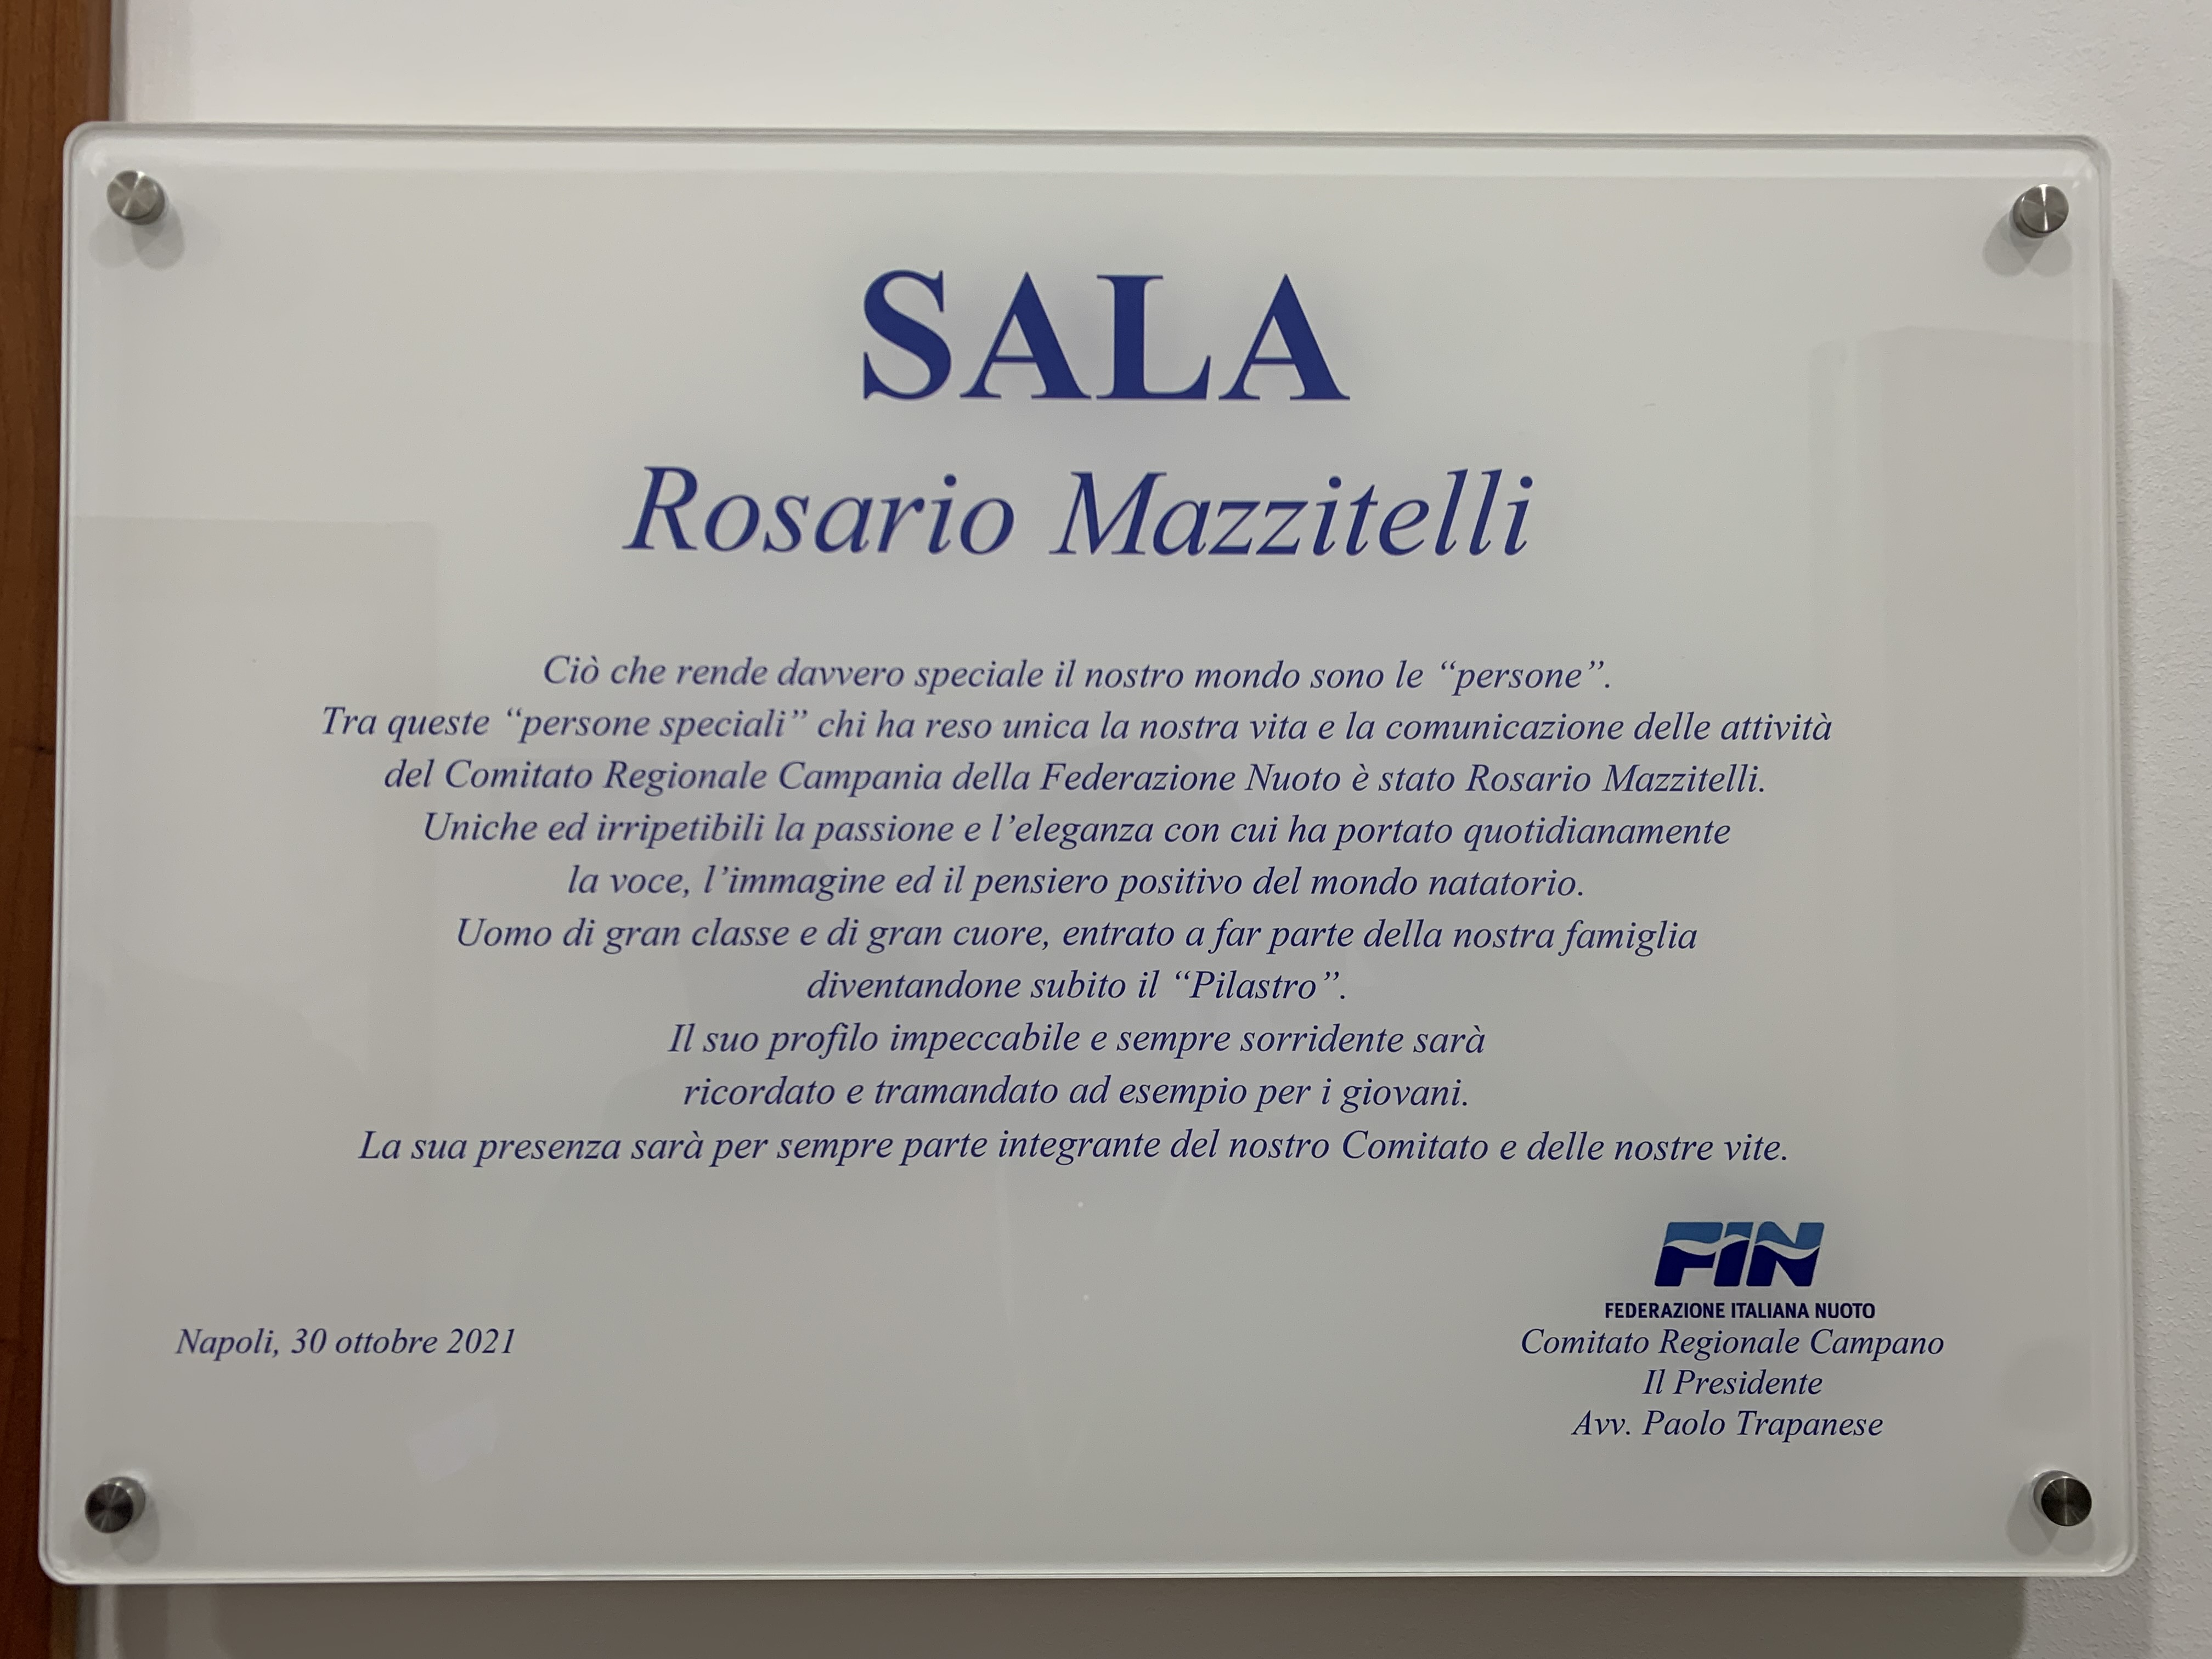 SALA
Rosario Mazzitelli
Ciò che rende davvero speciale il nostro mondo sono le “persone”.
Tra queste “persone speciali” chi ha reso unica la nostra vita e la comunicazione delle attività
del Comitato Regionale Campania della Federazione Nuoto è stato Rosario Mazzitelli.
Uniche ed irripetibili la passione e l’eleganza con cui ha portato quotidianamente
la voce, l’immagine ed il pensiero positivo del mondo natatorio.
Uomo di gran classe e di gran cuore, entrato a far parte della nostra famiglia
diventandone subito il “Pilastro”.
Il suo profilo impeccabile e sempre sorridente sarà
ricordato e tramandato ad esempio per i giovani.
La sua presenza sarà per sempre parte integrante del nostro Comitato e delle nostre vite.
FIN
FEDERAZIONE ITALIANA NUOTO
Napoli, 30 ottobre 2021
Comitato Regionale Campano
Il Presidente
Avv. Paolo Trapanese